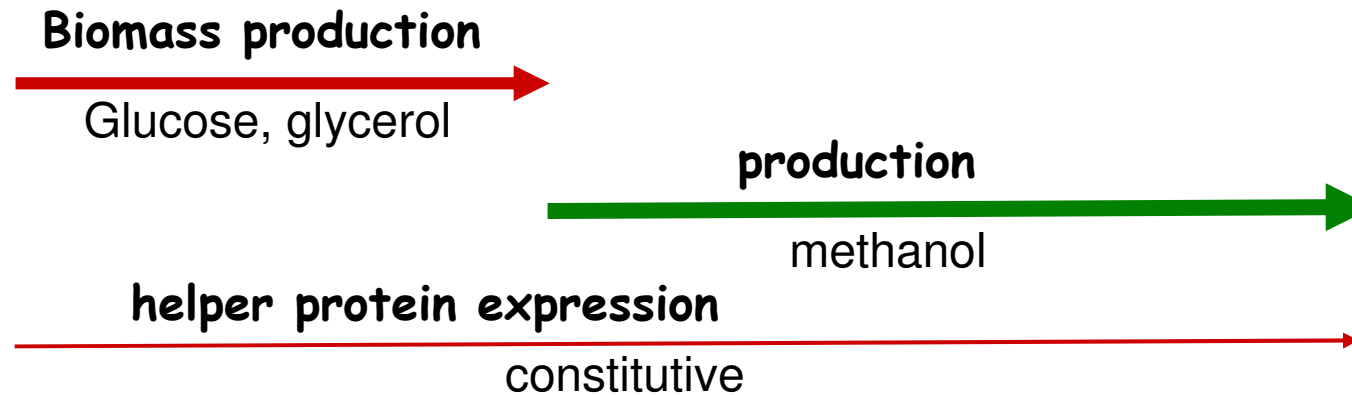 Biomass production
Glucose, glycerol
production
methanol
helper protein expression
constitutive